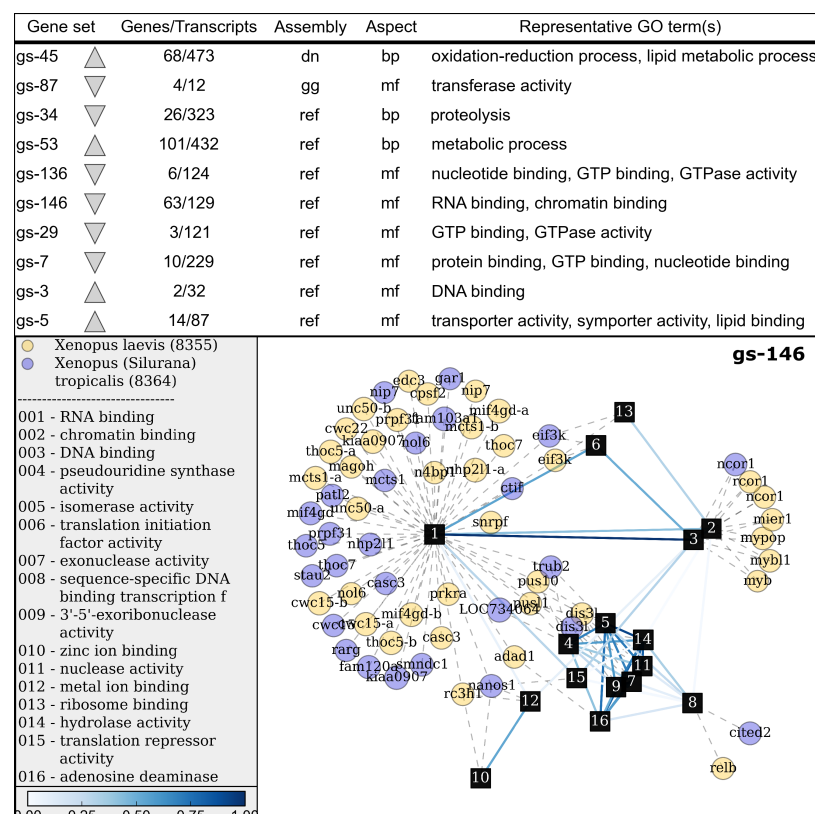 Gene set Genes/Transcripts Assembly Aspect Representative GO term(s)
gs-45 68/473 dn bp oxidation-reduction process, lipid metabolic process
gs-87 4/12 gg mf transferase activity
gs-34 26/323 ref bp proteolysis
gs-53 101/432 ref bp metabolic process
gs-136 6/124 ref mf nucleotide binding, GTP binding, GTPase activity
gs-146 63/129 ref mf RNA binding, chromatin binding
gs-29 3/121 ref mf GTP binding, GTPase activity
gs-7 10/229 ref mf protein binding, GTP binding, nucleotide binding
gs-3 2/32 ref mf DNA binding
gs-5 14/87 ref mf transporter activity, symporter activity, lipid binding
Xenopus laevis (8355)
Xenopus (Silurana)
tropicalis (8364)
--------------------------------
001 - RNA binding
002 - chromatin binding
003 - DNA binding
004 - pseudouridine synthase
activity
005 - isomerase activity
006 - translation initiation
factor activity
007 - exonuclease activity
008 - sequence-specific DNA
binding transcription f
009 - 3'-5'-exoribonuclease
activity
010 - zinc ion binding
011 - nuclease activity
012 - metal ion binding
013 - ribosome binding
014 - hydrolase activity
015 - translation repressor
activity
016 - adenosine deaminase
0.00 0.25 0.50 0.75 1.00
gs-146
edc3
gar1
nip7
cpsf2
nip7
unc50-b
prpf31
fam103a1
mif4gd-a
mcts1-b
cwc22
kiaa0907
nol6
thoc7
eif3k
eif3k
thoc5-a
magoh
n4bp1
nhp2l1-a
mcts1-a
mcts1
ctif
patl2
unc50-a
mif4gd
snrpf
prpf31
thoc5
nhp2l1
thoc7
stau2
casc3
nol6
cwc15-b
prkra
cwc15
cwc15-a
mif4gd-b
thoc5-b
casc3
rarg
fam120a
smndc1
kiaa0907
LOC734064
trub2
pus10
pusl1
dis3l
dis3l
adad1
rc3h1
nanos1
ncor1
rcor1
ncor1
mier1
mypop
mybl1
myb
cited2
relb
13
6
1
2
3
5
4
14
11
15
9
7
12
16
8
10